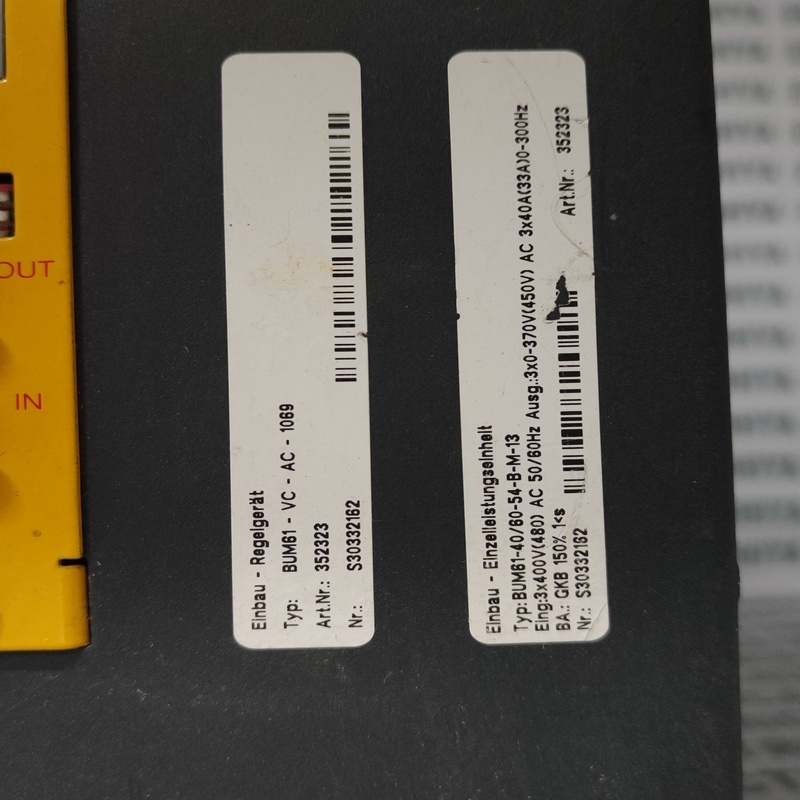 OUT
IN
Einbau - Regelgerät
Typ: BUM61 - VC - AC - 1069
Art.Nr.: 352323
Nr.: S30332162
Einbau - Einzelleistungseinheit
Typ: BUM61-40/60-54-B-M-13
Eing:3x400V(480) AC 50/60Hz Ausg.:3x0-370V(450V) AC 3x40A(33A)0-300Hz
BA.: GKB 150% 1<s Art.Nr.: 352323
Nr.: S30332162